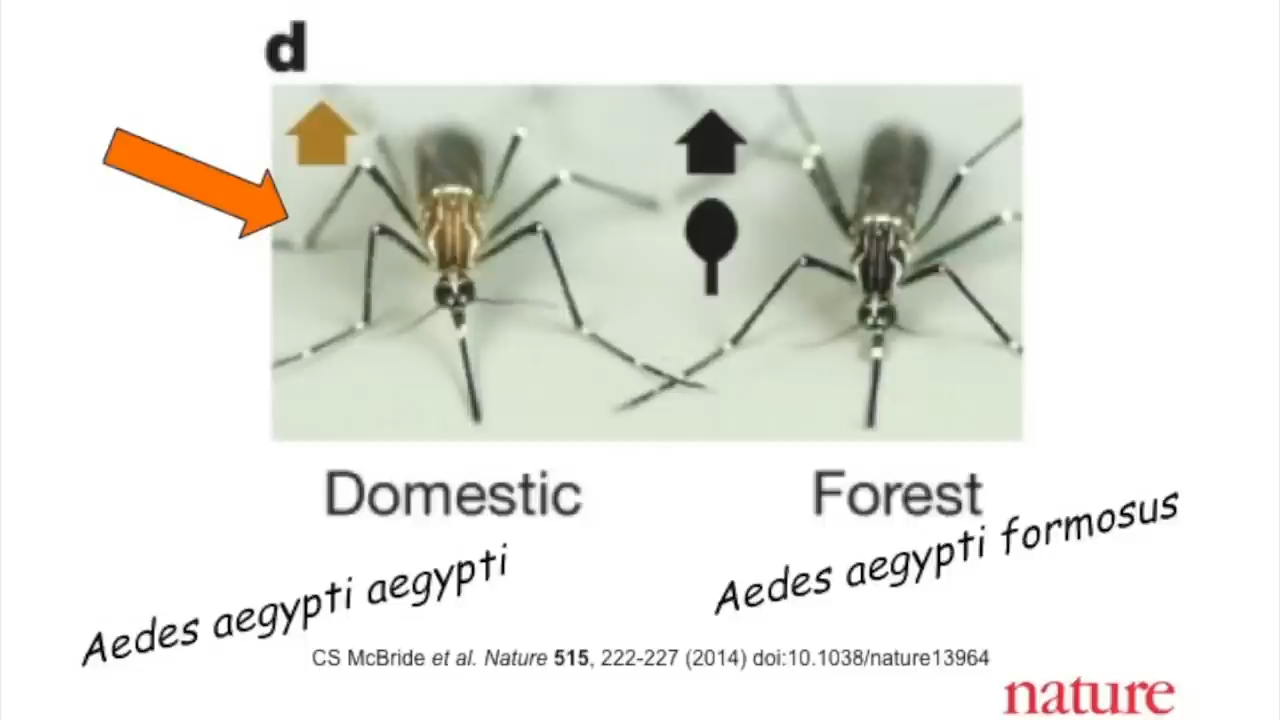 d
Domestic
Forest
Aedes aegypti aegypti
Aedes aegypti formosus
CS McBride et al. Nature 515, 222-227 (2014) doi:10.1038/nature13964
nature